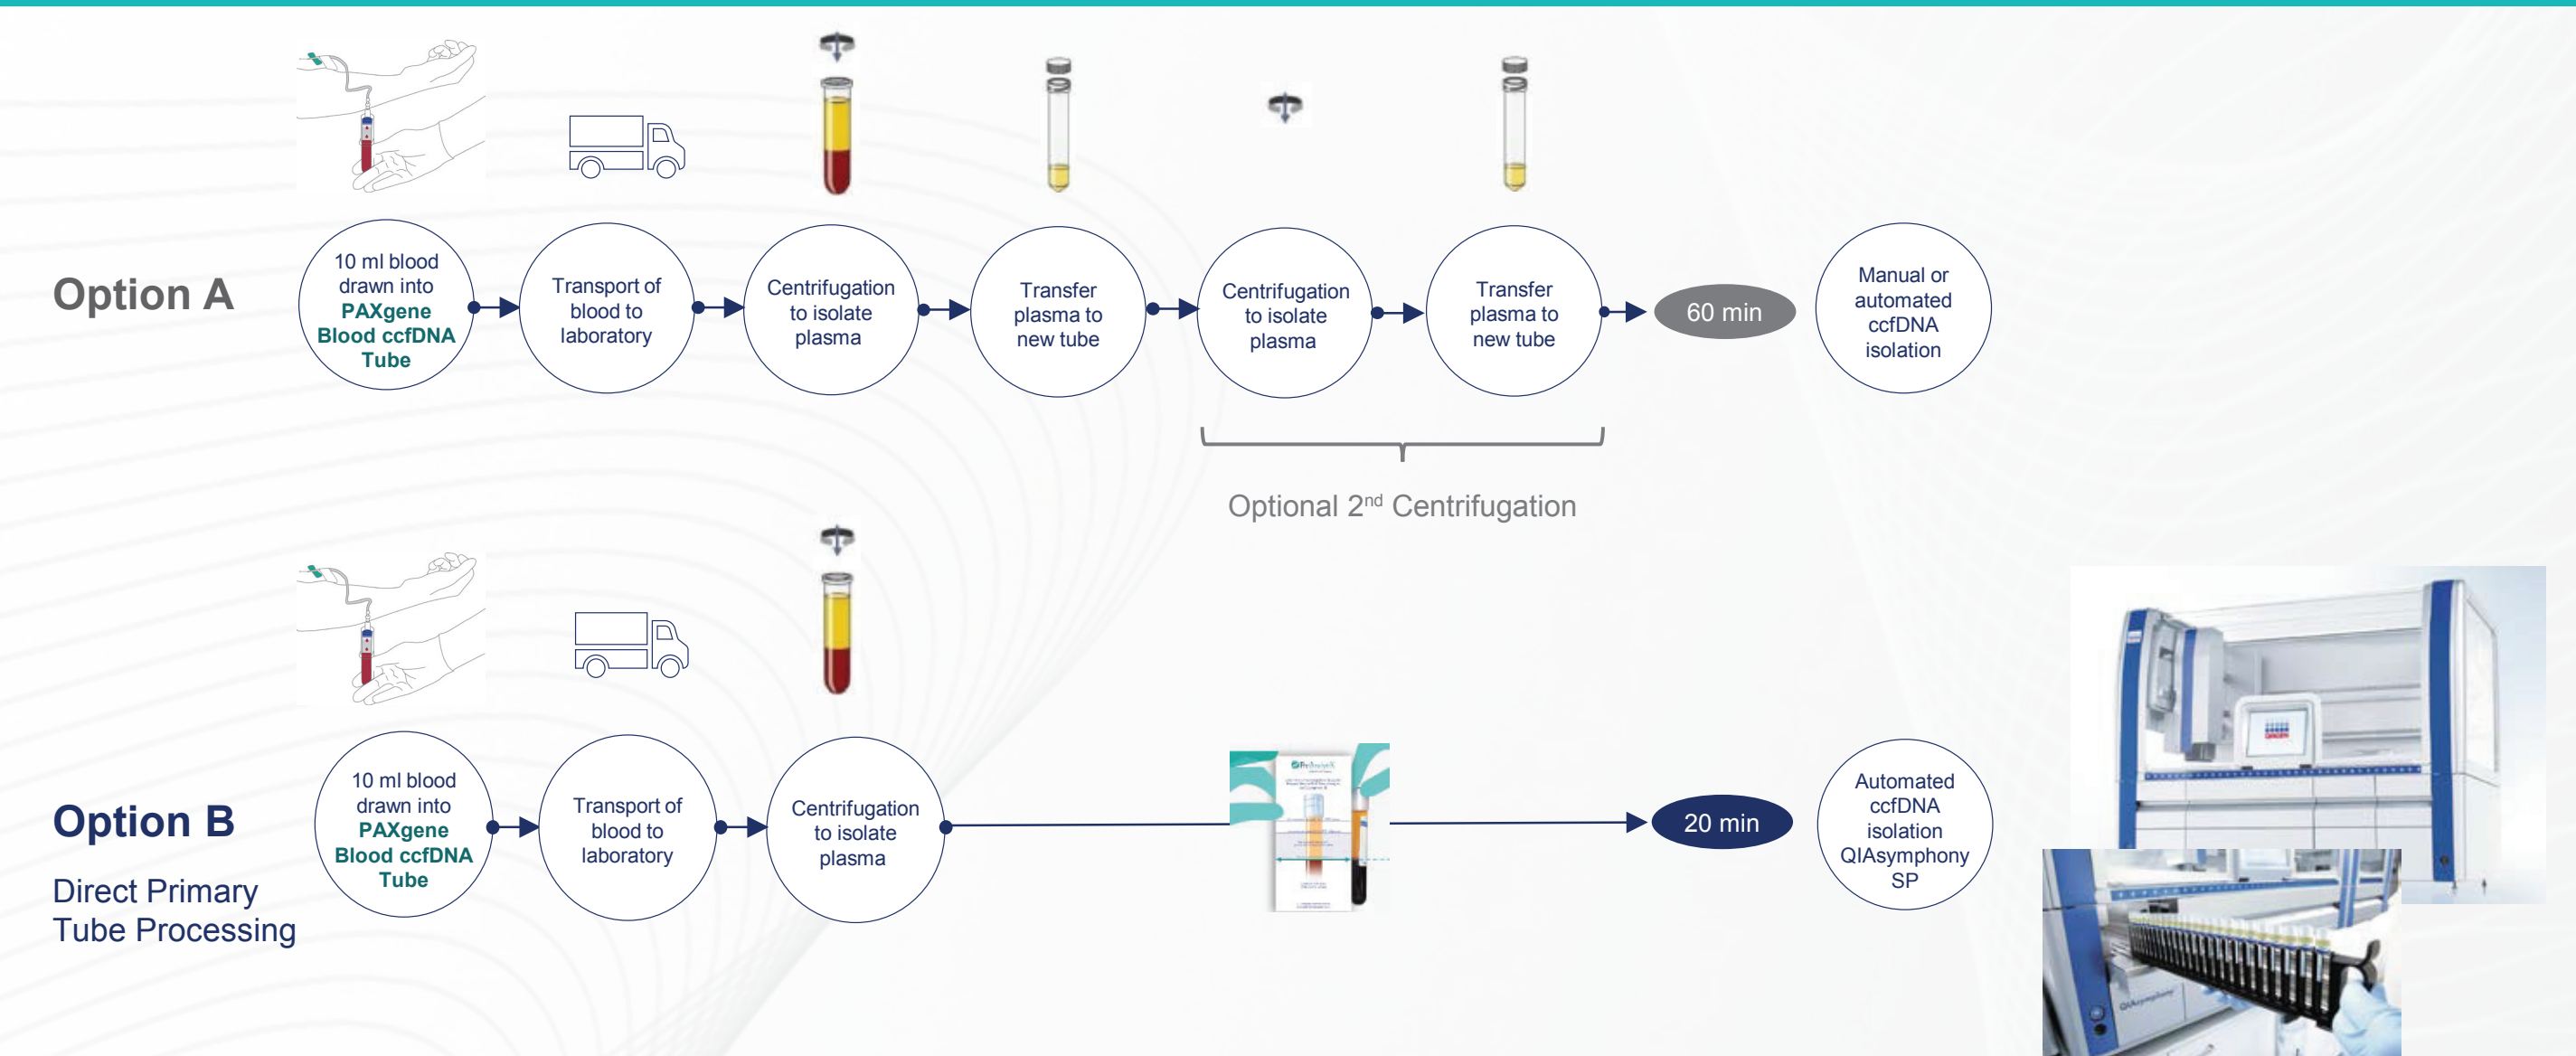 Option A
10 ml blood
drawn into
PAXgene
Blood ccfDNA
Tube
Transport of
blood to
laboratory
Centrifugation
to isolate
plasma
Transfer
plasma to
new tube
Centrifugation
to isolate
plasma
Transfer
plasma to
new tube
60 min
Manual or
automated
ccfDNA
isolation
Optional 2nd Centrifugation
Option B
Direct Primary
Tube Processing
10 ml blood
drawn into
PAXgene
Blood ccfDNA
Tube
Transport of
blood to
laboratory
Centrifugation
to isolate
plasma
20 min
Automated
ccfDNA
isolation
QIAsymphony
SP
QIAsymphony